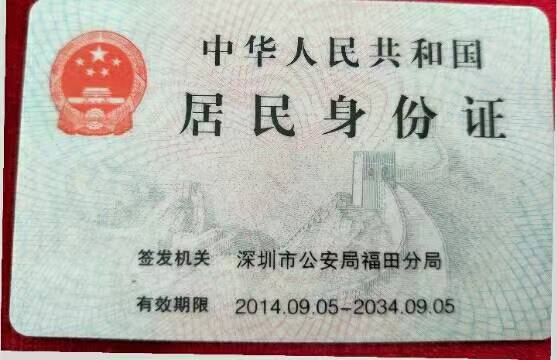 中华人民共和国
居民身份证
签发机关 深圳市公安局福田分局
有效期限 2014.09.05-2034.09.05